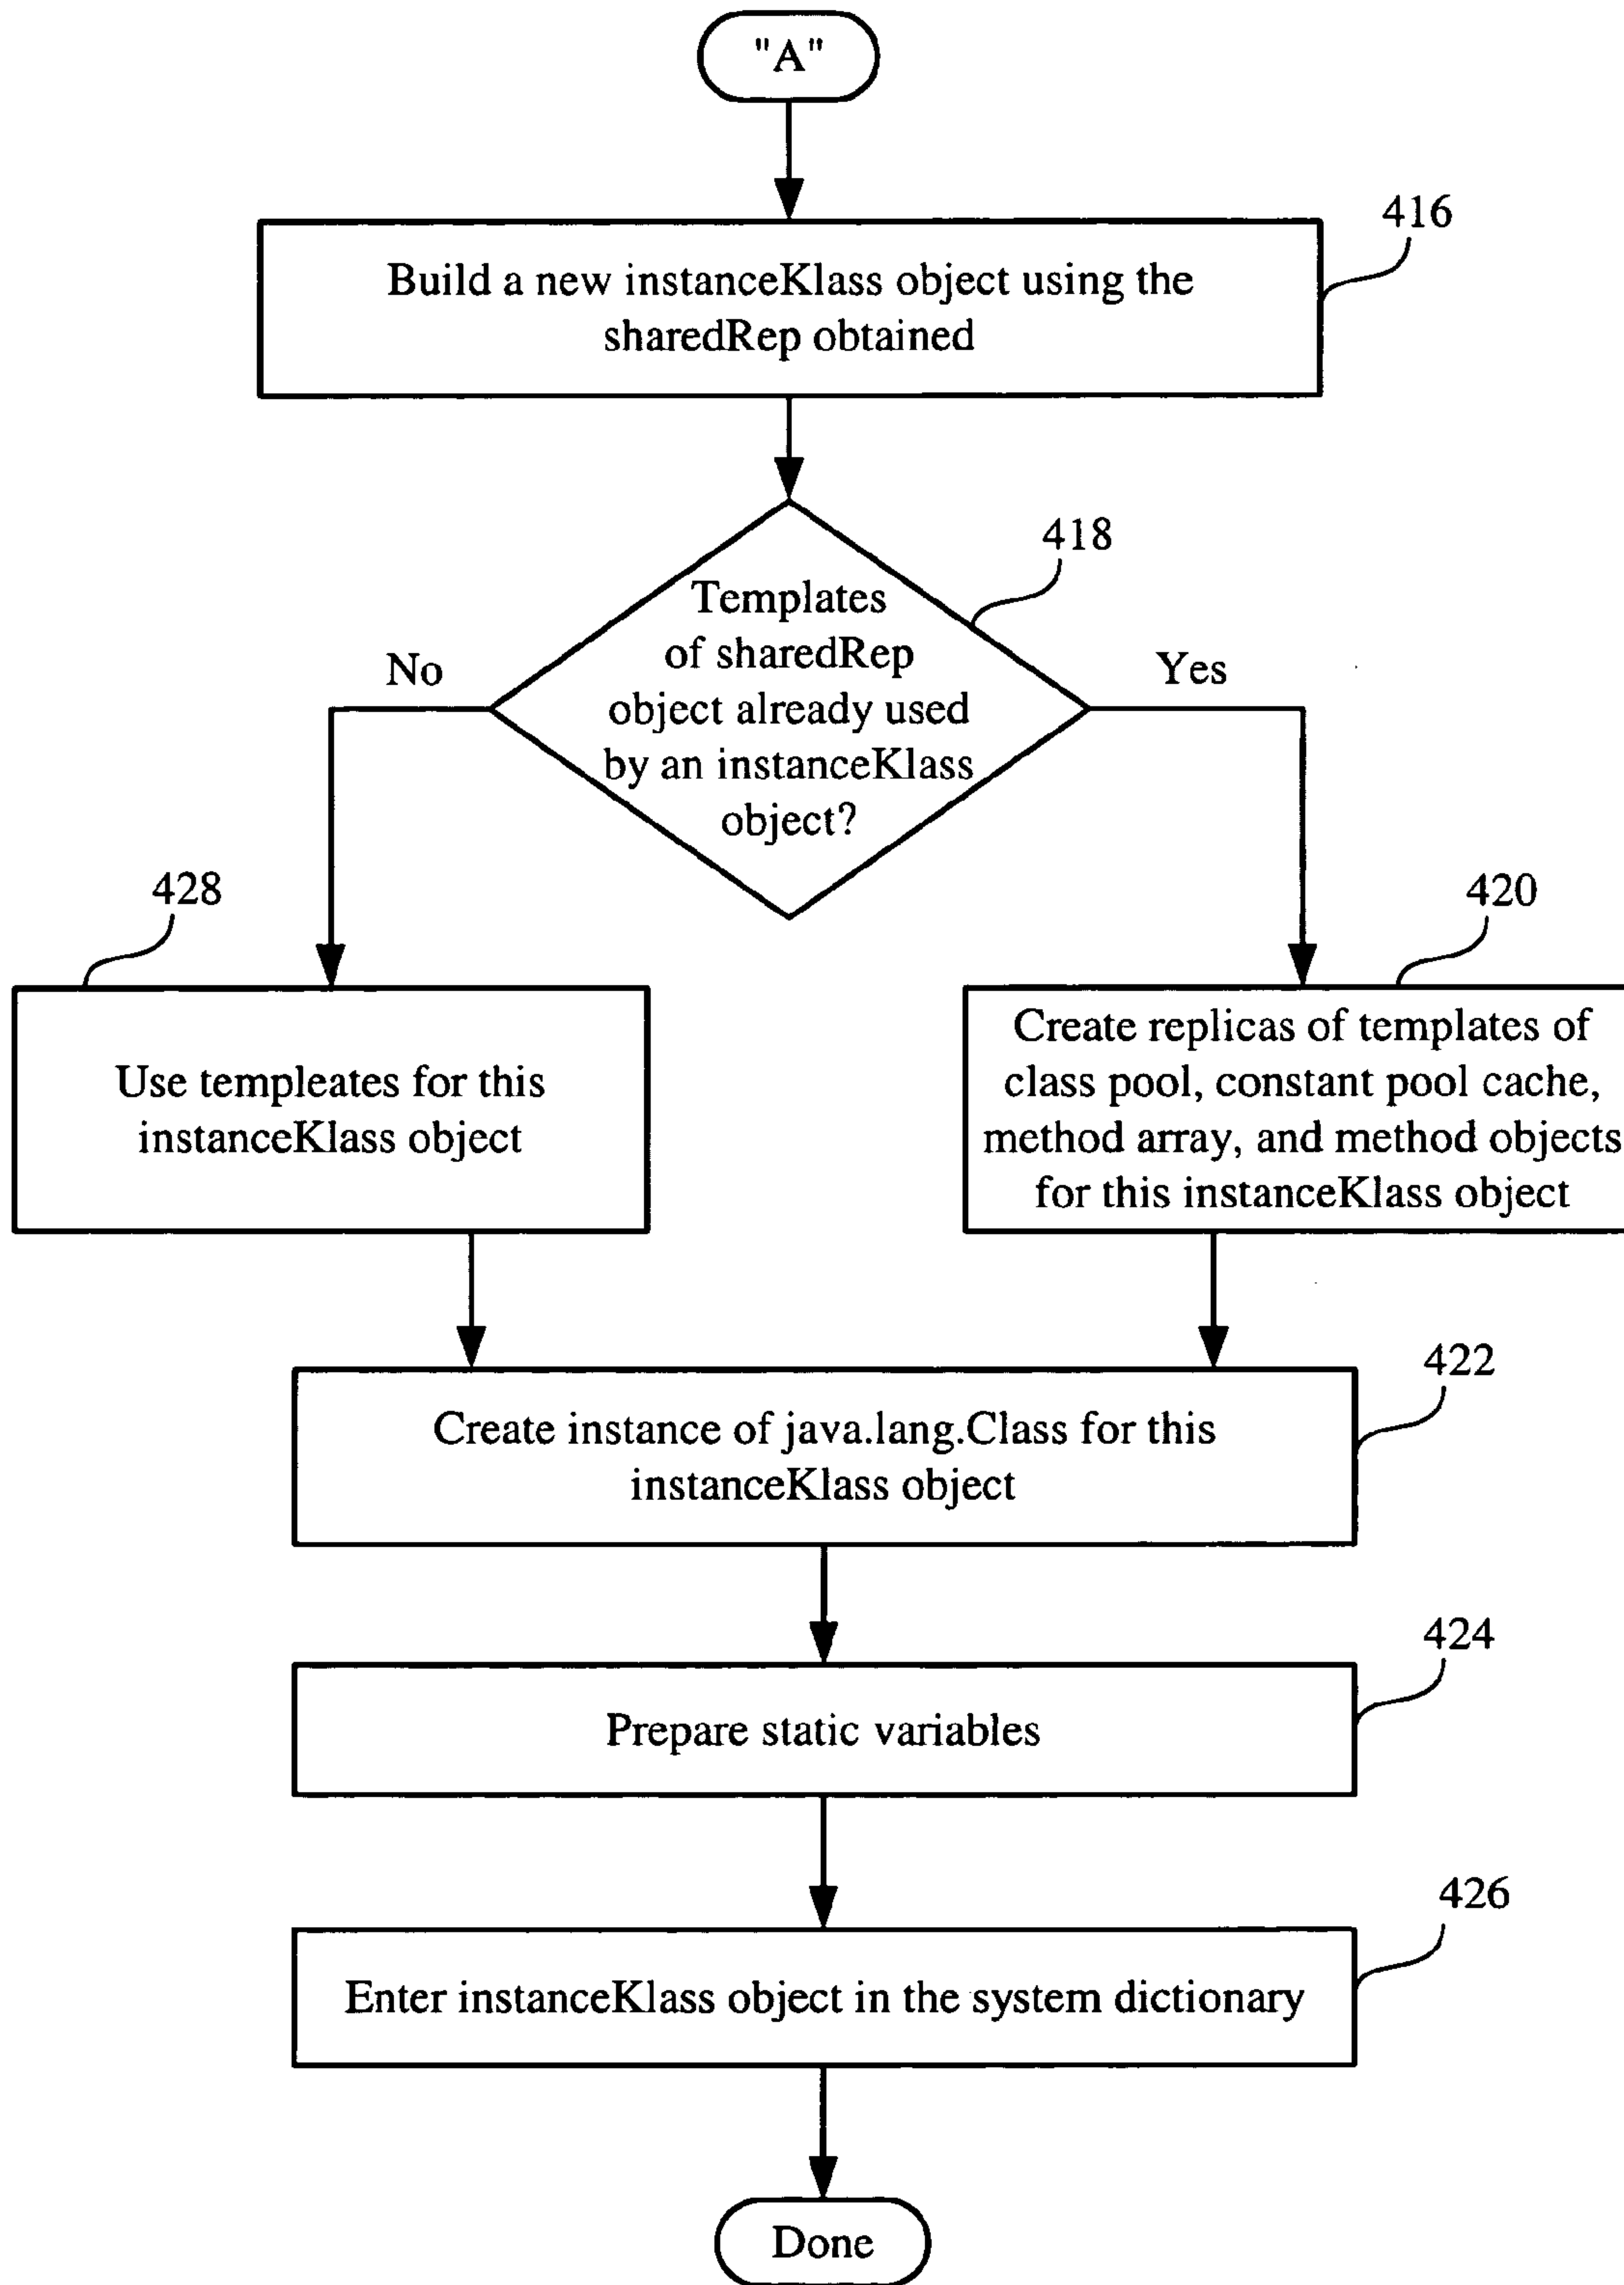 "A"
416
Build a new instanceKlass object using the
sharedRep obtained
418
Templates
of sharedRep
object already used
by an instanceKlass
object?
No
Yes
428
420
Use templeates for this
instanceKlass object
Create replicas of templates of
class pool, constant pool cache,
method array, and method objects
for this instanceKlass object
422
Create instance of java.lang.Class for this
instanceKlass object
424
Prepare static variables
426
Enter instanceKlass object in the system dictionary
Done